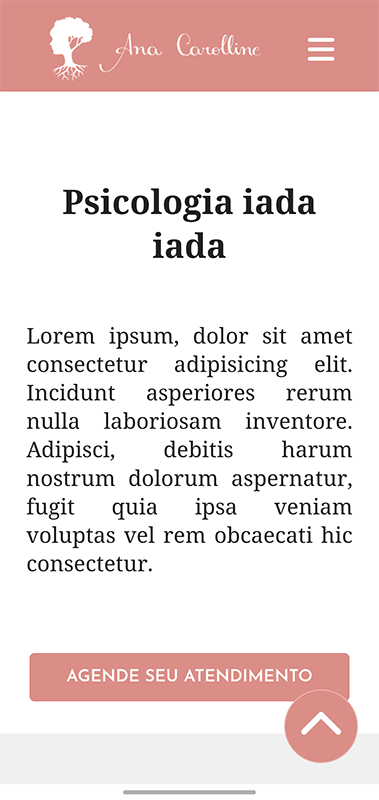 Ana Carolline
Psicologia iada
iada
Lorem ipsum, dolor sit amet
consectetur adipisicing elit.
Incidunt asperiores rerum
nulla laboriosam inventore.
Adipisci, debitis harum
nostrum dolorum aspernatur,
fugit quia ipsa veniam
voluptas vel rem obcaecati hic
consectetur.
AGENDE SEU ATENDIMENTO